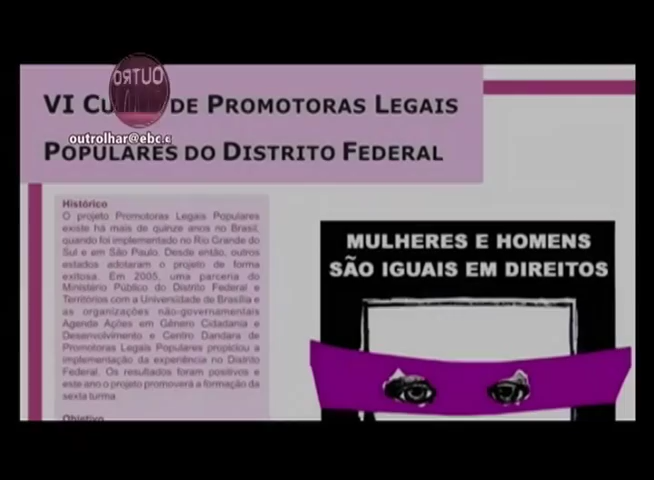 OUTRO
VI CU DE PROMOTORAS LEGAIS
outrolhar@ebc.c
POPULARES DO DISTRITO FEDERAL
Histórico
O projeto Promotoras Legais Populares
existe há mais de quinze anos no Brasil,
quando foi implementado no Rio Grande do
Sul e em São Paulo. Desde então, outros
estados adotaram o projeto de forma
exitosa. Em 2005, uma parceria do
Ministério Público do Distrito Federal e
Territórios com a Universidade de Brasília e
as organizações não-governamentais
Agende Ações em Gênero Cidadania e
Desenvolvimento e Centro Dandara de
Promotoras Legais Populares propiciou a
implementação da experiência no Distrito
Federal. Os resultados foram positivos e
este ano o projeto promoverá a formação da
sexta turma
Objetivo
MULHERES E HOMENS
SÃO IGUAIS EM DIREITOS